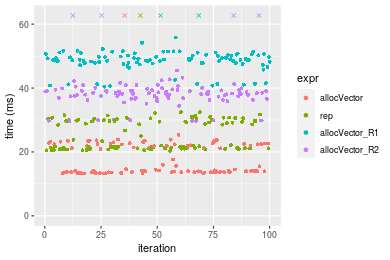 60
40
20
0
time (ms)
0
25
50
75
100
iteration
expr
allocVector
rep
allocVector_R1
allocVector_R2